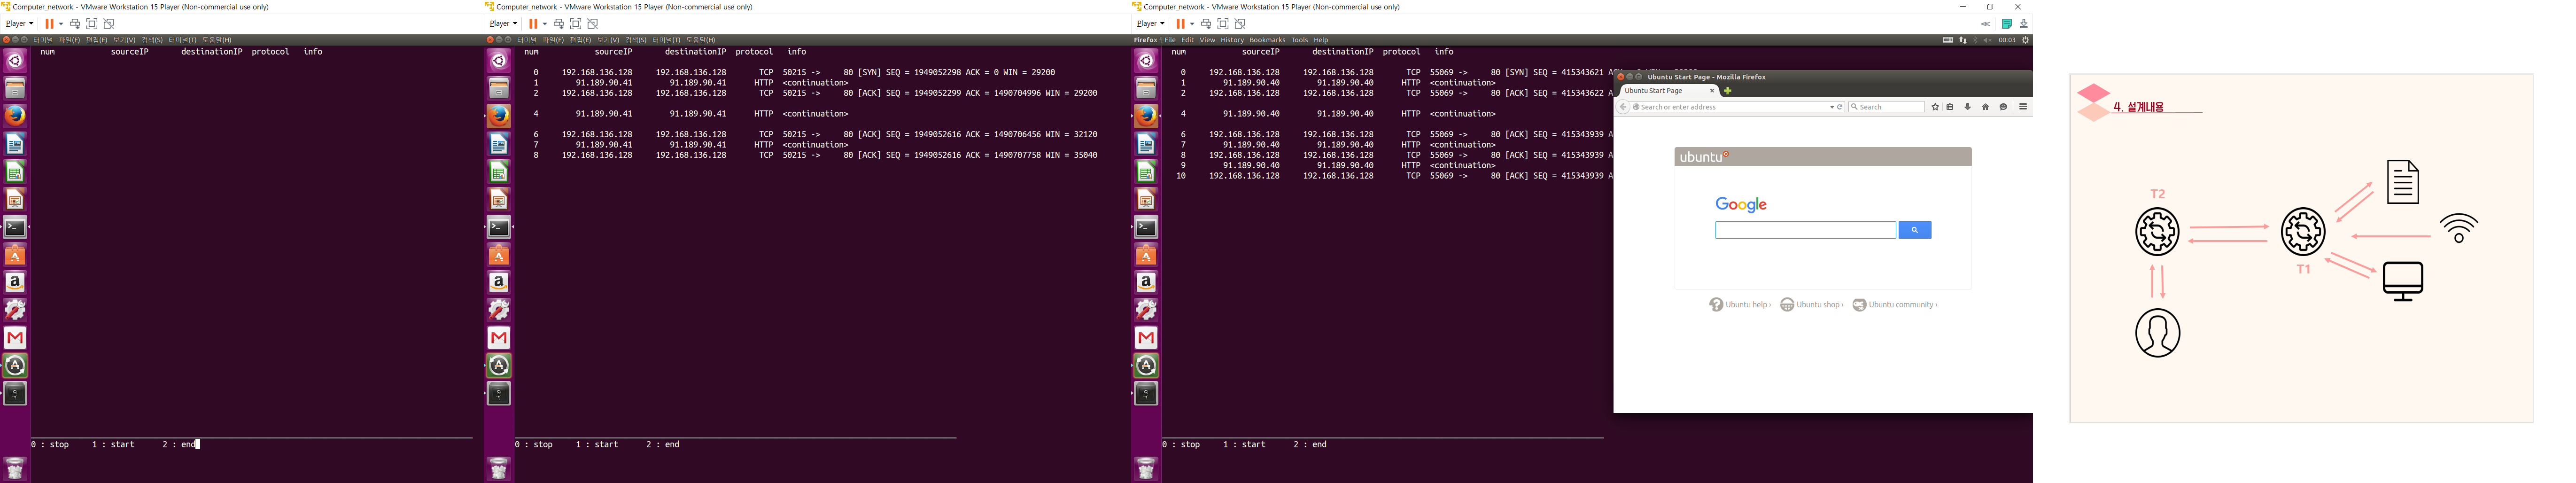 Computer_network - VMware Workstation 15 Player (Non-commercial use only)
Player
터미널 파일(F) 편집(E) 보기(V) 검색(S) 터미널(T) 도움말(H)
num sourceIP destinationIP protocol info
0 : stop 1 : start 2 : end
Computer_network - VMware Workstation 15 Player (Non-commercial use only)
Player
터미널 파일(F) 편집(E) 보기(V) 검색(S) 터미널(T) 도움말(H)
num sourceIP destinationIP protocol info
0 192.168.136.128 192.168.136.128 TCP 50215 -> 80 [SYN] SEQ = 1949052298 ACK = 0 WIN = 29200
1 91.189.90.41 91.189.90.41 HTTP <continuation>
2 192.168.136.128 192.168.136.128 TCP 50215 -> 80 [ACK] SEQ = 1949052299 ACK = 1490704996 WIN = 29200
4 91.189.90.41 91.189.90.41 HTTP <continuation>
6 192.168.136.128 192.168.136.128 TCP 50215 -> 80 [ACK] SEQ = 1949052616 ACK = 1490706456 WIN = 32120
7 91.189.90.41 91.189.90.41 HTTP <continuation>
8 192.168.136.128 192.168.136.128 TCP 50215 -> 80 [ACK] SEQ = 1949052616 ACK = 1490707758 WIN = 35040
0 : stop 1 : start 2 : end
Computer_network - VMware Workstation 15 Player (Non-commercial use only)
Player
Firefox File Edit View History Bookmarks Tools Help 00:03
num sourceIP destinationIP protocol info
0 192.168.136.128 192.168.136.128 TCP 55069 -> 80 [SYN] SEQ = 415343621
1 91.189.90.40 91.189.90.40 HTTP <continuation>
2 192.168.136.128 192.168.136.128 TCP 55069 -> 80 [ACK] SEQ = 415343622 A
4 91.189.90.40 91.189.90.40 HTTP <continuation>
6 192.168.136.128 192.168.136.128 TCP 55069 -> 80 [ACK] SEQ = 415343939 A
7 91.189.90.40 91.189.90.40 HTTP <continuation>
8 192.168.136.128 192.168.136.128 TCP 55069 -> 80 [ACK] SEQ = 415343939 A
9 91.189.90.40 91.189.90.40 HTTP <continuation>
10 192.168.136.128 192.168.136.128 TCP 55069 -> 80 [ACK] SEQ = 415343939 A
0 : stop 1 : start 2 : end
Ubuntu Start Page - Mozilla Firefox
Ubuntu Start Page
Search or enter address
Search
ubuntu
Google
Ubuntu help ›
Ubuntu shop ›
Ubuntu community ›
4. 설계내용
T2
T1